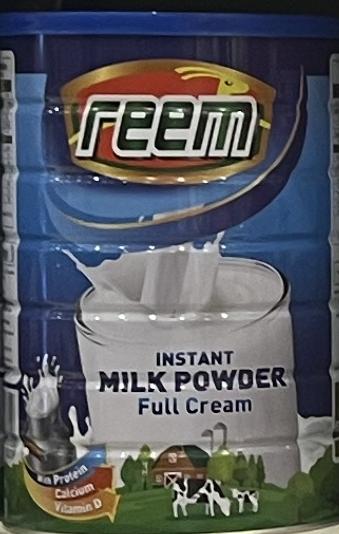 reem
INSTANT
MILK POWDER
Full Cream
Protein
Calcium
Vitamin D